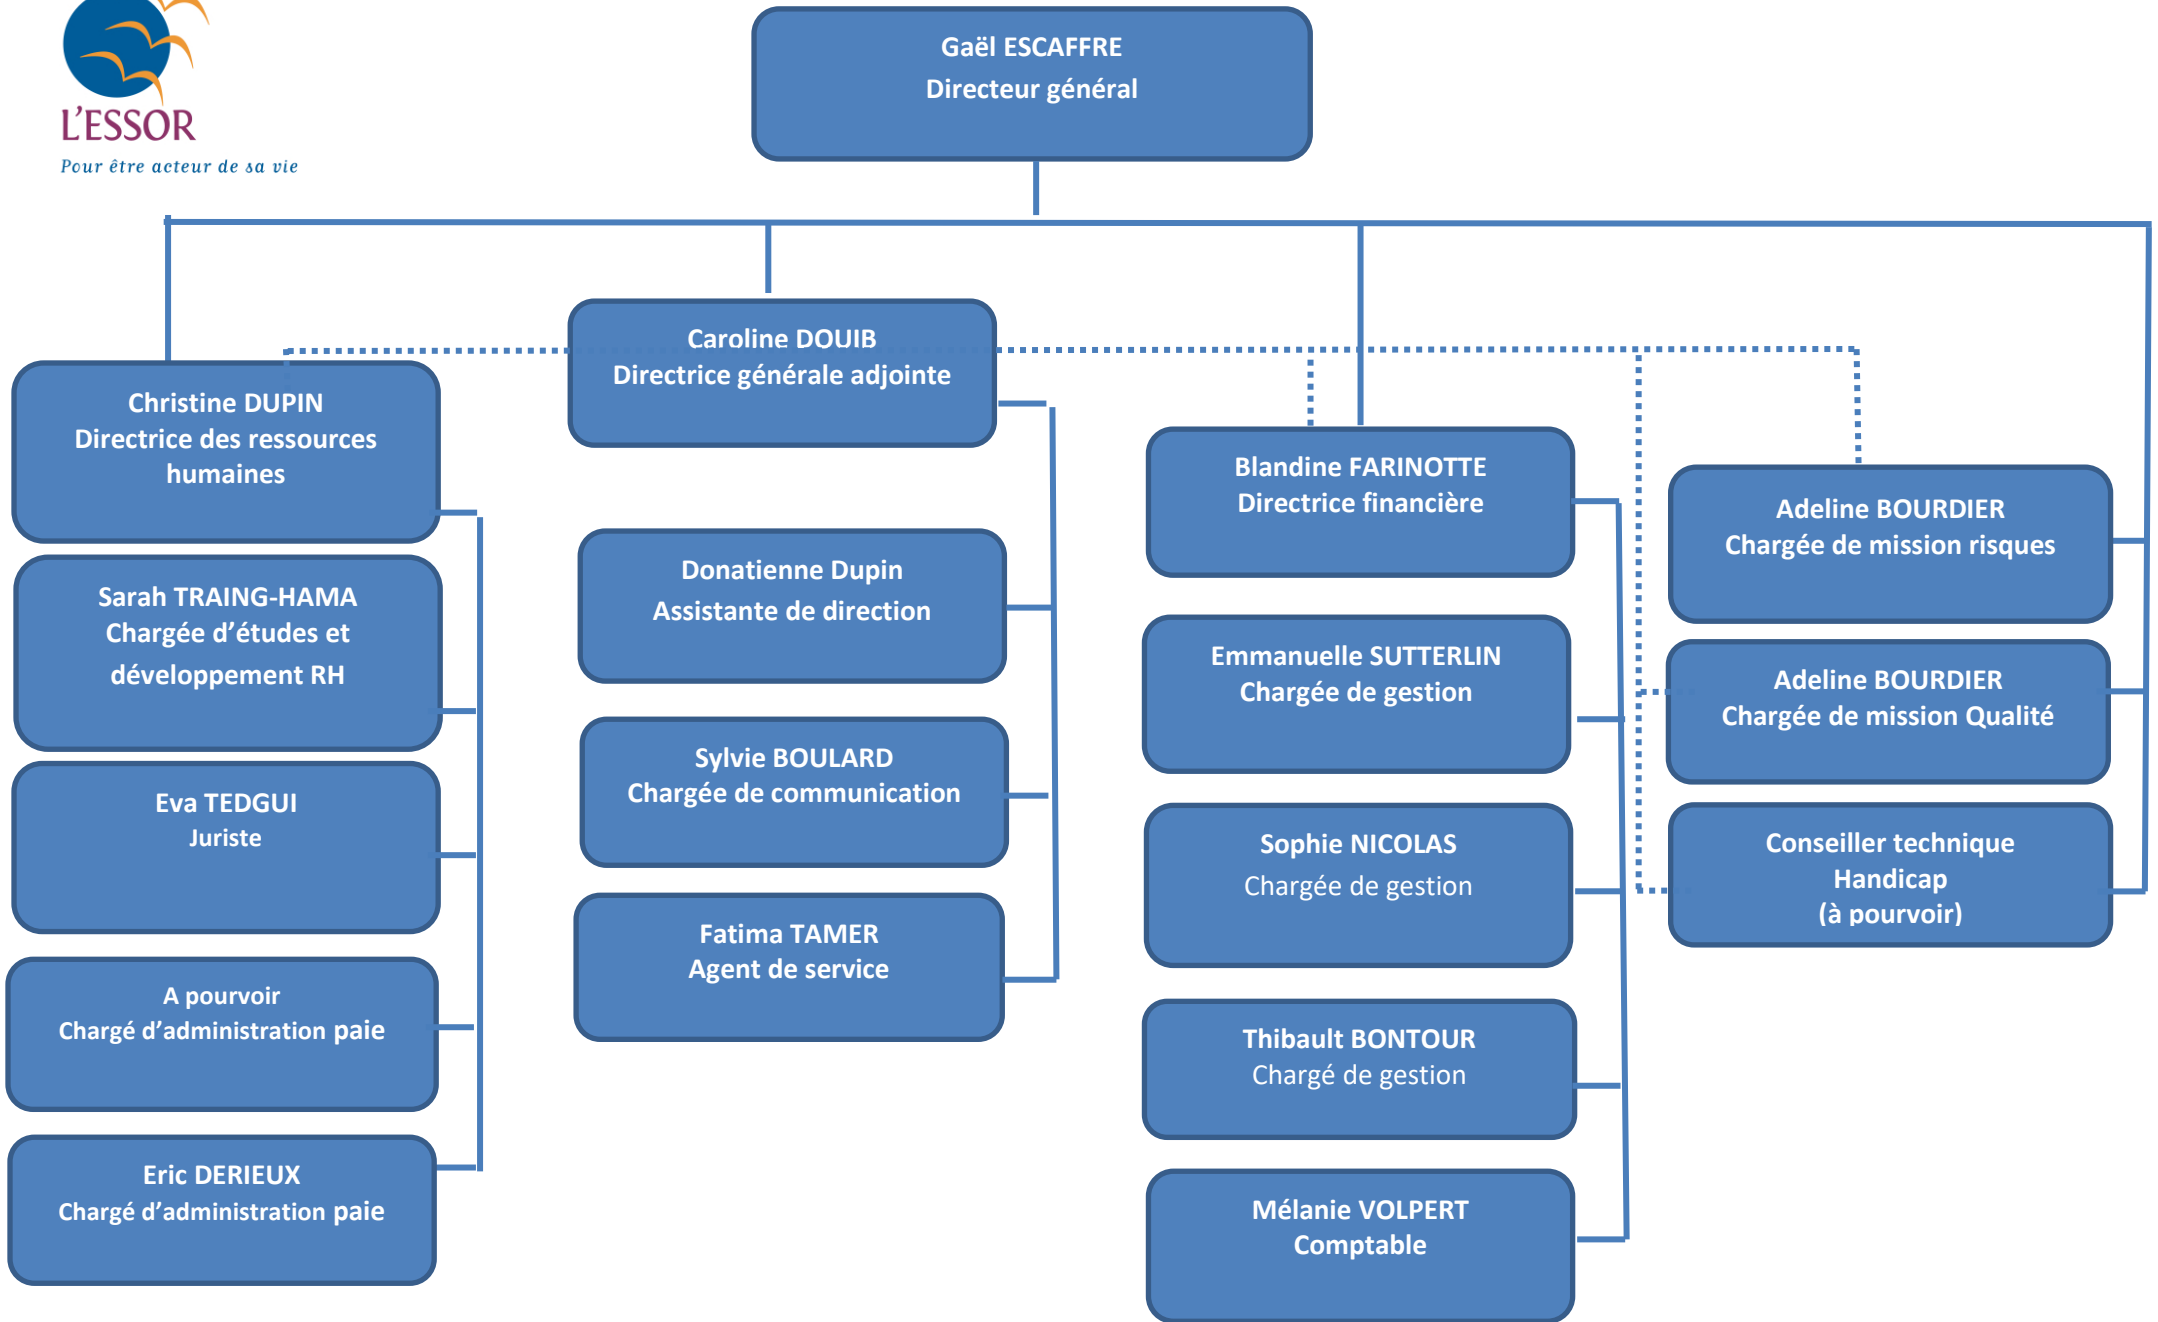 L’ESSOR
Pour être acteur de sa vie
Gaël ESCAFFRE
Directeur général
Christine DUPIN
Directrice des ressources
humaines
Sarah TRAING-HAMA
Chargée d’études et
développement RH
Eva TEDGUI
Juriste
A pourvoir
Chargé d’administration paie
Eric DERIEUX
Chargé d’administration paie
Caroline DOUIB
Directrice générale adjointe
Donatienne Dupin
Assistante de direction
Sylvie BOULARD
Chargée de communication
Fatima TAMER
Agent de service
Blandine FARINOTTE
Directrice financière
Emmanuelle SUTTERLIN
Chargée de gestion
Sophie NICOLAS
Chargée de gestion
Thibault BONTOUR
Chargé de gestion
Mélanie VOLPERT
Comptable
Adeline BOURDIER
Chargée de mission risques
Adeline BOURDIER
Chargée de mission Qualité
Conseiller technique
Handicap
(à pourvoir)